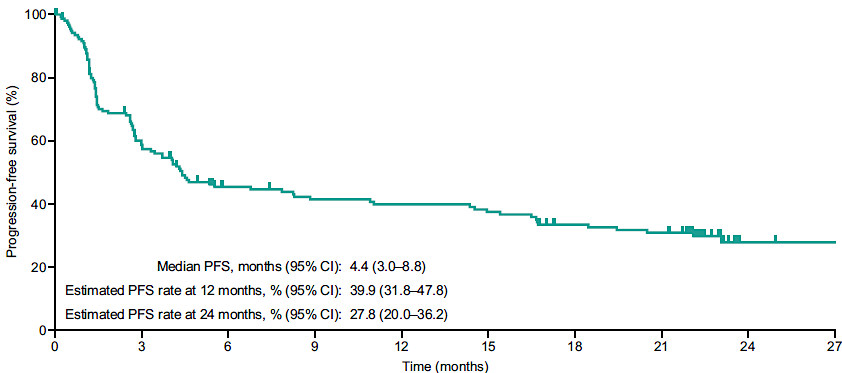 100
80
60
40
20
0
Progression-free survival (%)
Median PFS, months (95% CI): 4.4 (3.0–8.8)
Estimated PFS rate at 12 months, % (95% CI): 39.9 (31.8–47.8)
Estimated PFS rate at 24 months, % (95% CI): 27.8 (20.0–36.2)
0 3 6 9 12 15 18 21 24 27
Time (months)